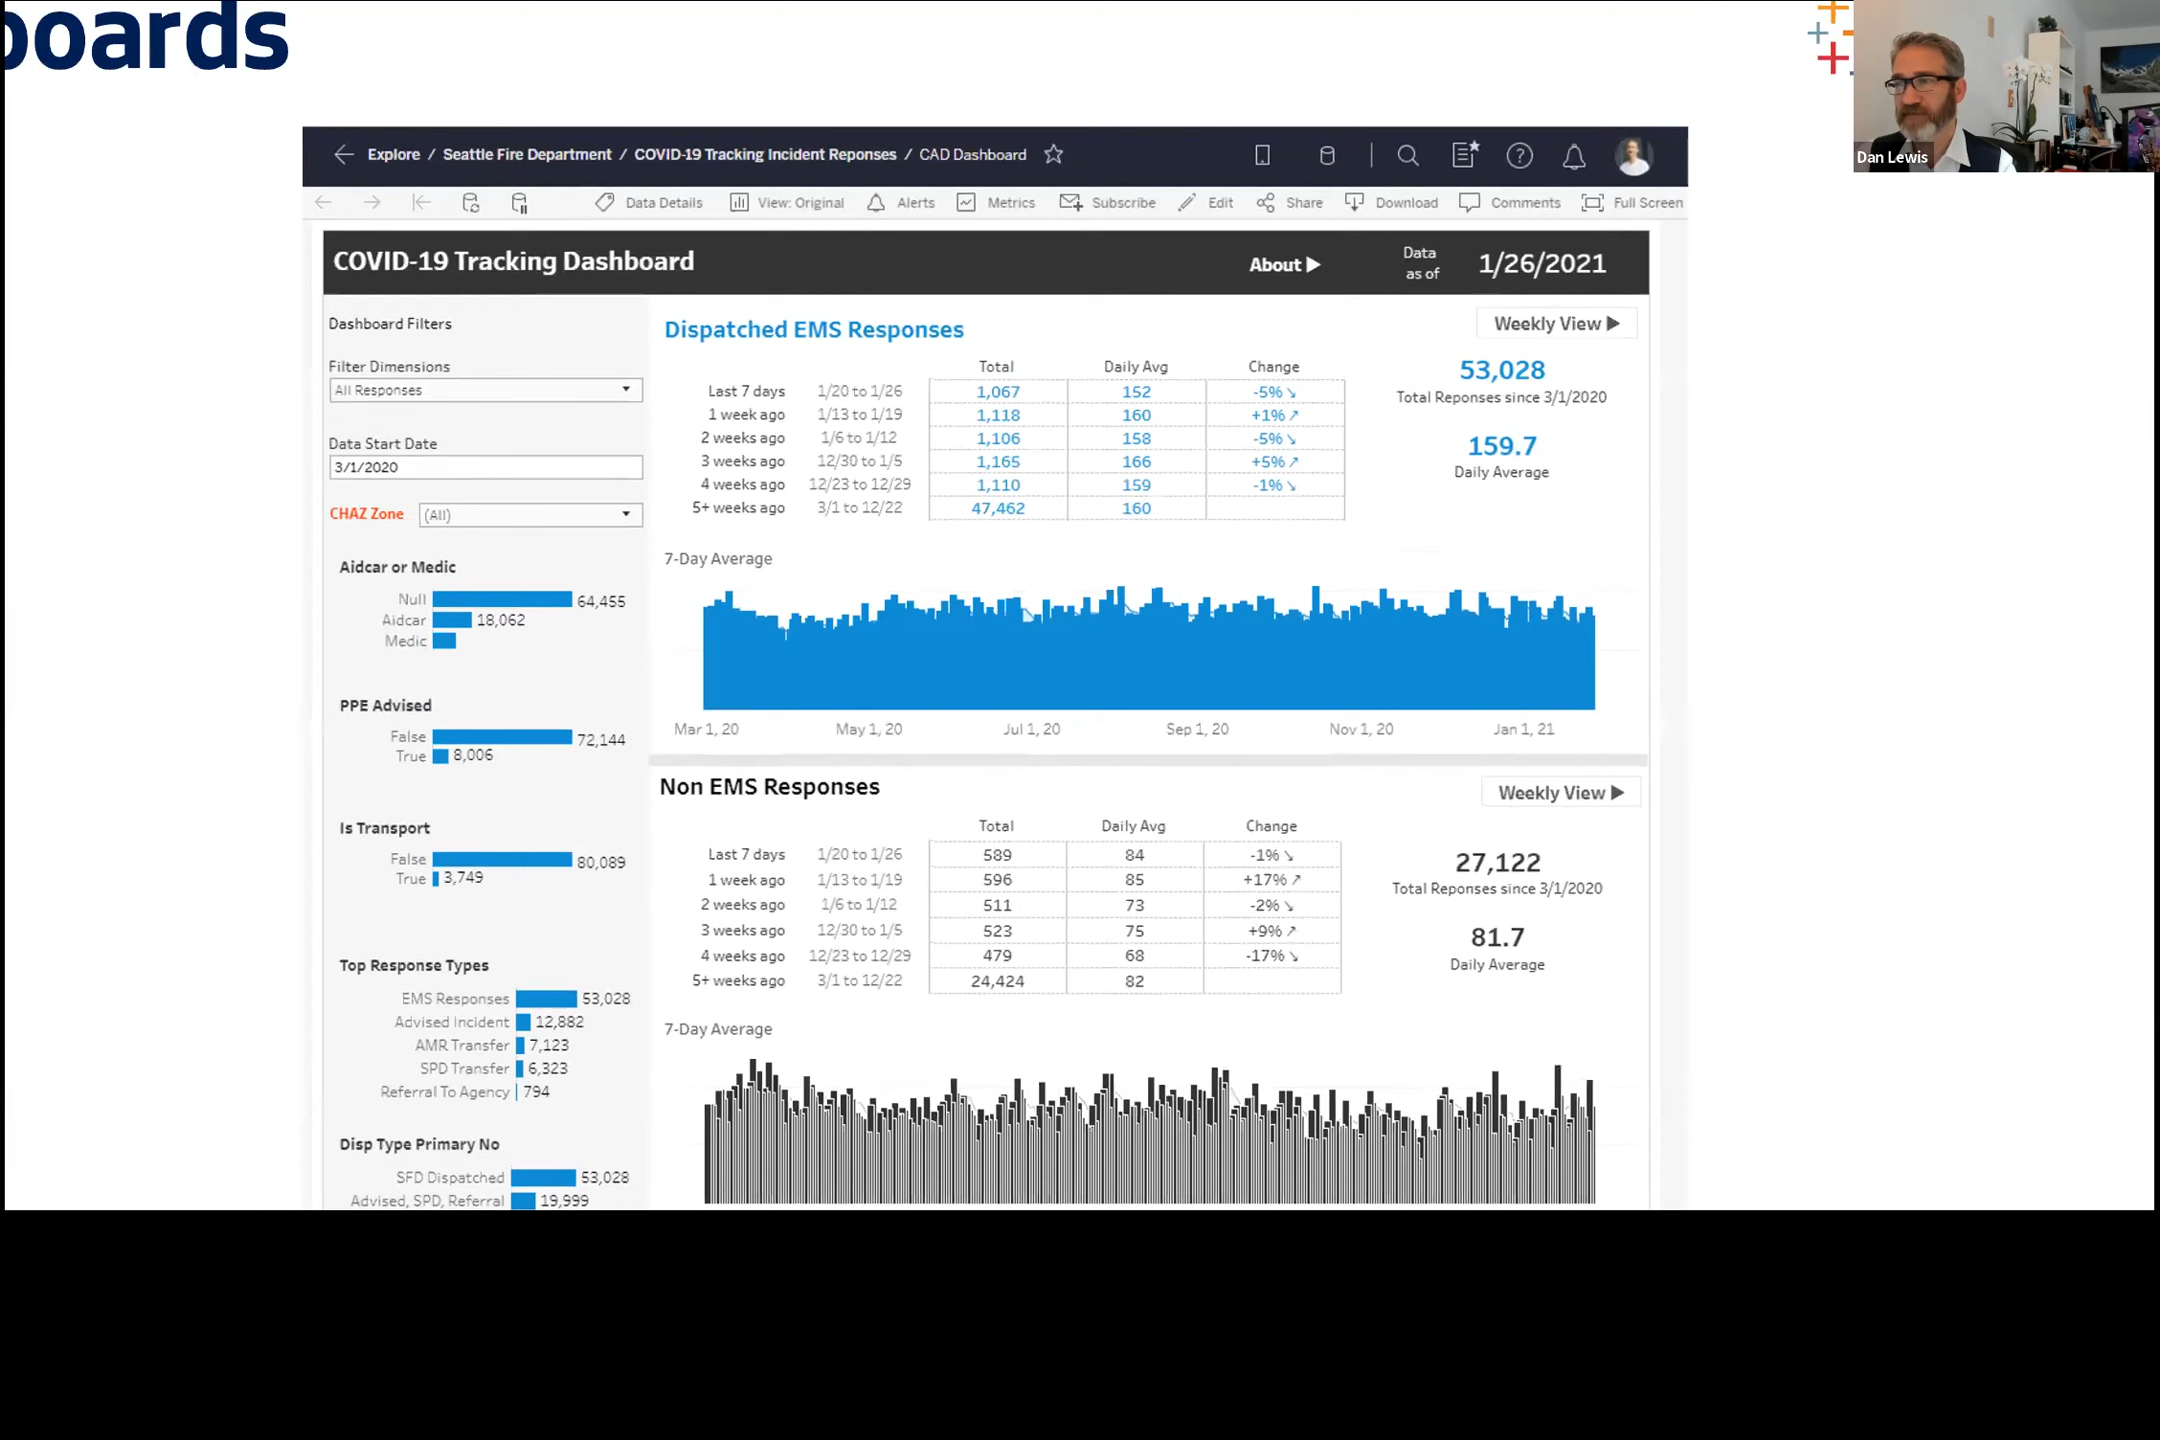 boards
Dan Lewis
Explore / Seattle Fire Department / COVID-19 Tracking Incident Reponses / CAD Dashboard
Data Details View: Original Alerts Metrics Subscribe Edit Share Download Comments Full Screen
COVID-19 Tracking Dashboard
About
Data as of
1/26/2021
Dashboard Filters
Filter Dimensions
All Responses
Data Start Date
3/1/2020
CHAZ Zone (All)
Aidcar or Medic
Null 64,455
Aidcar 18,062
Medic
PPE Advised
False 72,144
True 8,006
Is Transport
False 80,089
True 3,749
Top Response Types
EMS Responses 53,028
Advised Incident 12,882
AMR Transfer 7,123
SPD Transfer 6,323
Referral To Agency 794
Disp Type Primary No
SFD Dispatched 53,028
Advised, SPD, Referral 19,999
Dispatched EMS Responses
Weekly View
Total Daily Avg Change
Last 7 days 1/20 to 1/26 1,067 152 -5% ↘
1 week ago 1/13 to 1/19 1,118 160 +1% ↗
2 weeks ago 1/6 to 1/12 1,106 158 -5% ↘
3 weeks ago 12/30 to 1/5 1,165 166 +5% ↗
4 weeks ago 12/23 to 12/29 1,110 159 -1% ↘
5+ weeks ago 3/1 to 12/22 47,462 160
53,028
Total Reponses since 3/1/2020
159.7
Daily Average
7-Day Average
Mar 1, 20 May 1, 20 Jul 1, 20 Sep 1, 20 Nov 1, 20 Jan 1, 21
Non EMS Responses
Weekly View
Total Daily Avg Change
Last 7 days 1/20 to 1/26 589 84 -1% ↘
1 week ago 1/13 to 1/19 596 85 +17% ↗
2 weeks ago 1/6 to 1/12 511 73 -2% ↘
3 weeks ago 12/30 to 1/5 523 75 +9% ↗
4 weeks ago 12/23 to 12/29 479 68 -17% ↘
5+ weeks ago 3/1 to 12/22 24,424 82
27,122
Total Reponses since 3/1/2020
81.7
Daily Average
7-Day Average